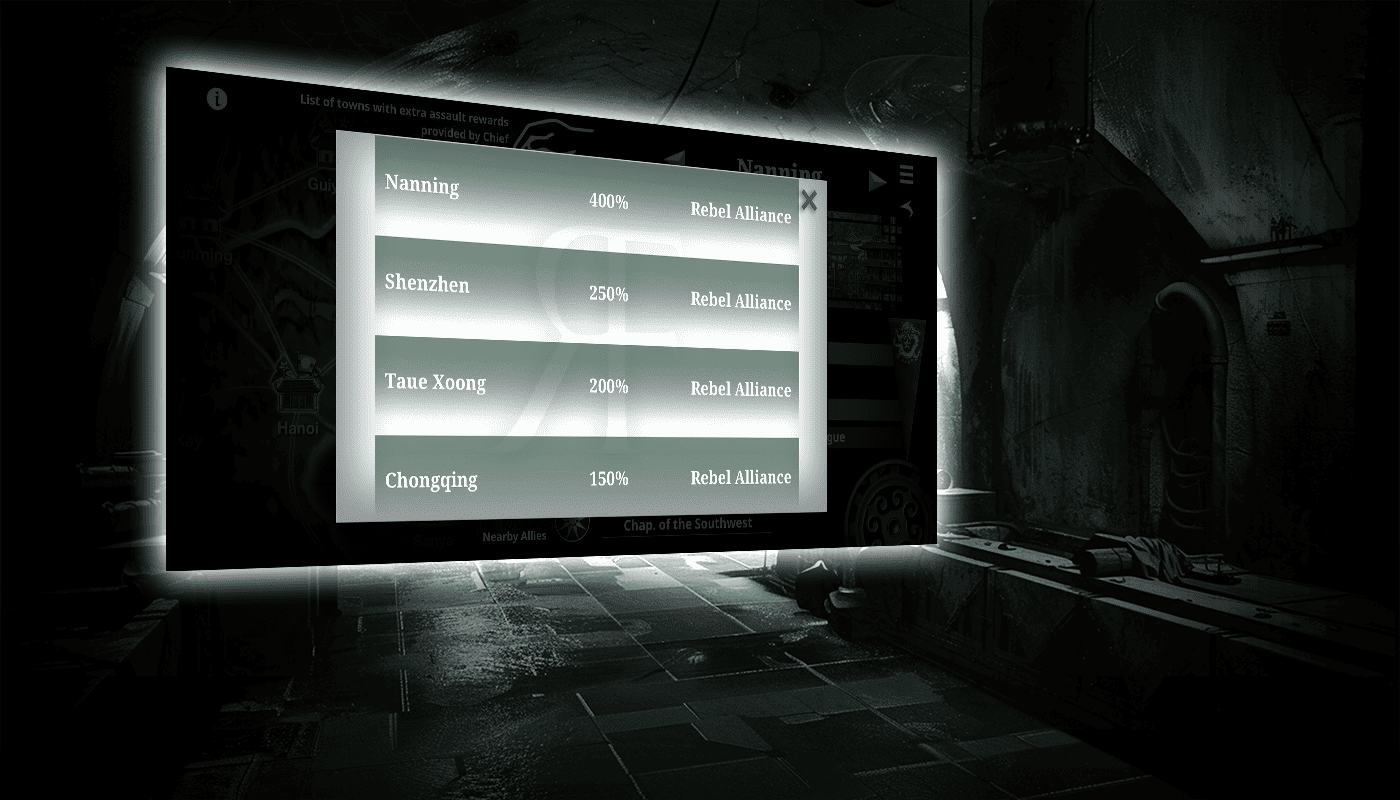 List of towns with extra assault rewards
provided by Chief
Nanning
Nanning 400% Rebel Alliance
Shenzhen 250% Rebel Alliance
Taue Xoong 200% Rebel Alliance
Chongqing 150% Rebel Alliance
Hanoi
Nearby Allies
Chap. of the Southwest